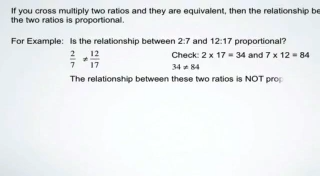 If you cross multiply two ratios and they are equivalent, then the relationship
the two ratios is proportional.
For Example: Is the relationship between 2:7 and 12:17 proportional?
2/7 ≠ 12/17 Check: 2 x 17 = 34 and 7 x 12 = 84
34 ≠ 84
The relationship between these two ratios is NOT